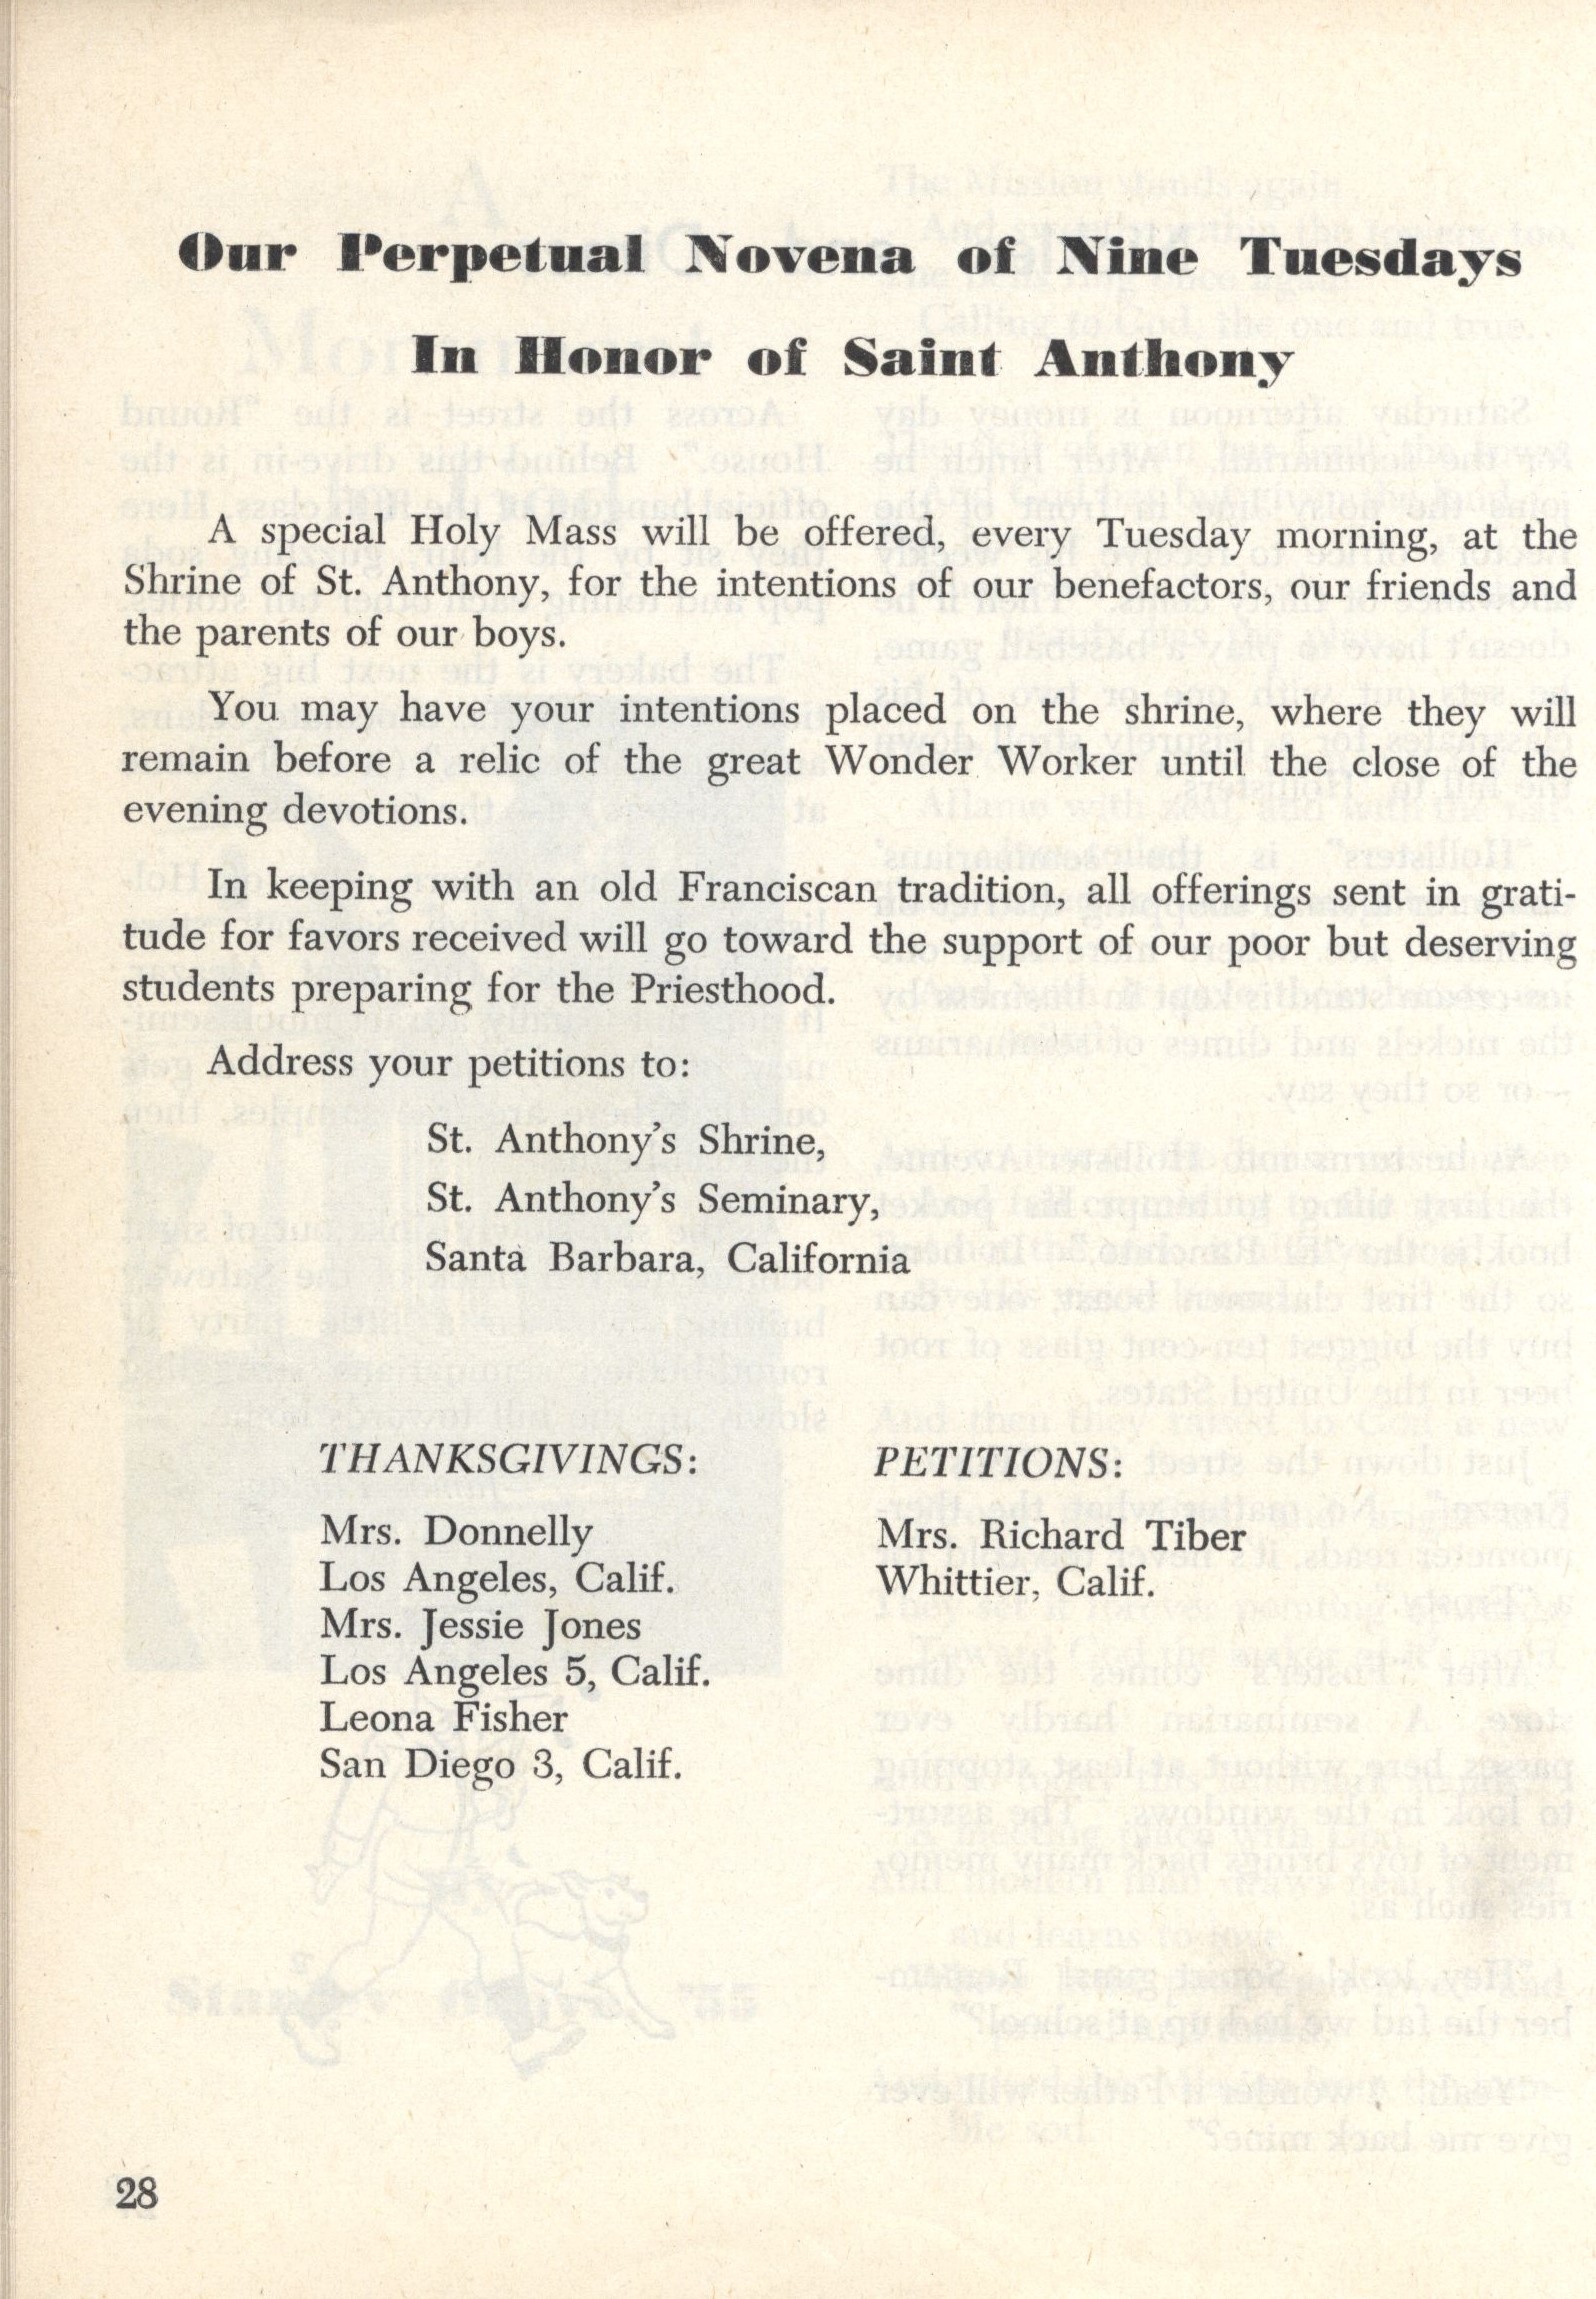 Our Perpetual Novena of Nine Tuesdays
In Honor of Saint Anthony
A special Holy Mass will be offered, every Tuesday morning, at the
Shrine of St. Anthony, for the intentions of our benefactors, our friends and
the parents of our boys.
You may have your intentions placed on the shrine, where they will
remain before a relic of the great Wonder Worker until the close of the
evening devotions.
In keeping with an old Franciscan tradition, all offerings sent in grati-
tude for favors received will go toward the support of our poor but deserving
students preparing for the Priesthood.
Address your petitions to:
St. Anthony's Shrine,
St. Anthony's Seminary,
Santa Barbara, California
THANKSGIVINGS:
Mrs. Donnelly
Los Angeles, Calif.
Mrs. Jessie Jones
Los Angeles 5, Calif.
Leona Fisher
San Diego 3, Calif.
PETITIONS:
Mrs. Richard Tiber
Whittier, Calif.
28